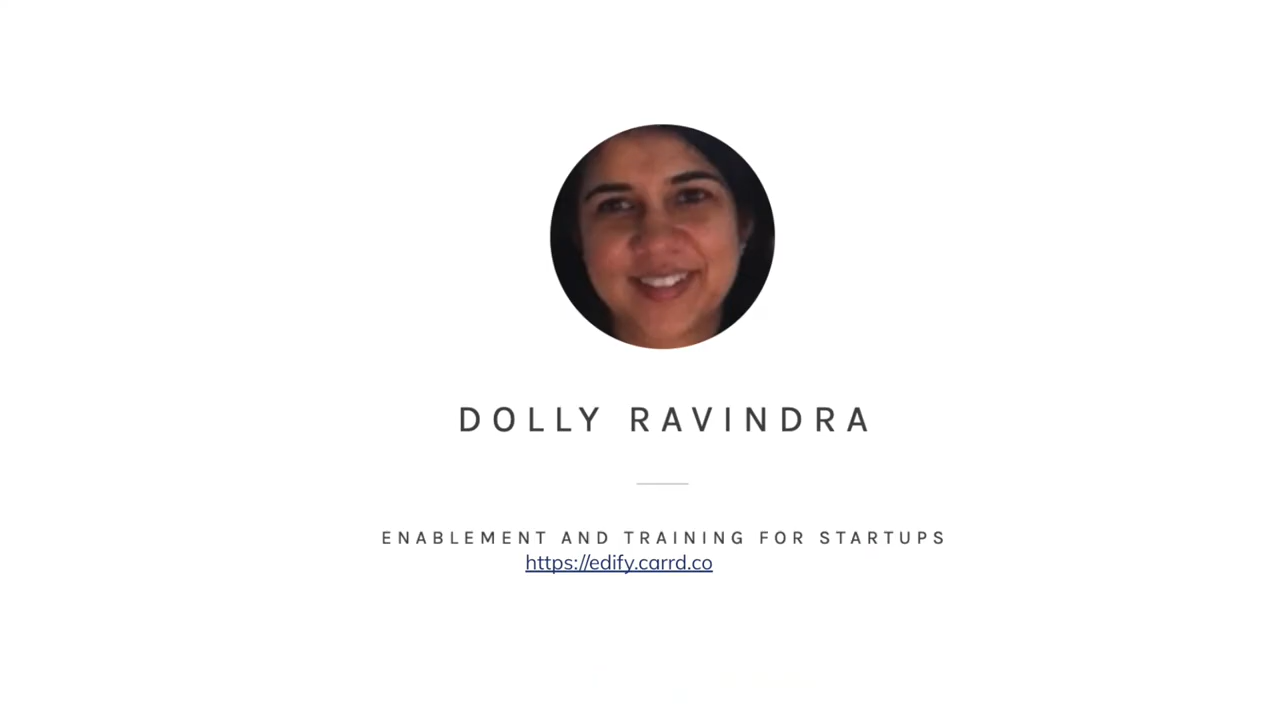 DOLLY RAVINDRA
ENABLEMENT AND TRAINING FOR STARTUPS
https://edify.carrd.co